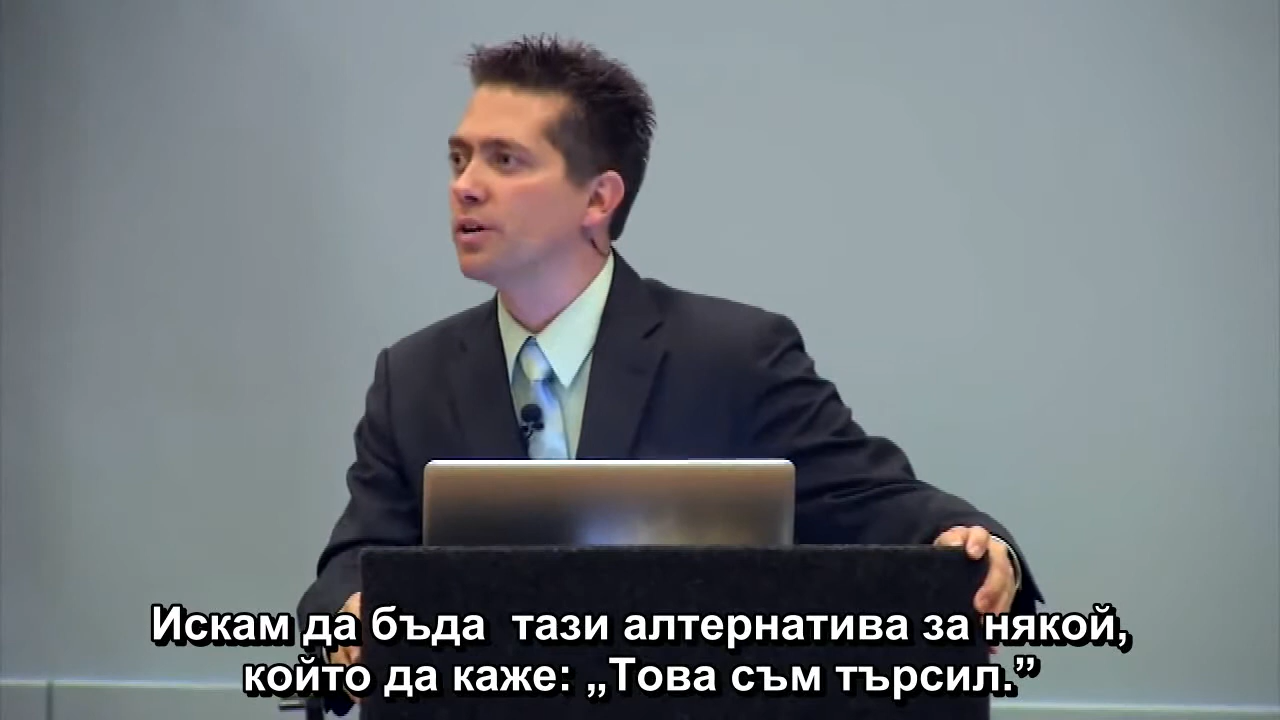 Искам да бъда  тази алтернатива за някой,
който да каже: „Това съм търсил.”